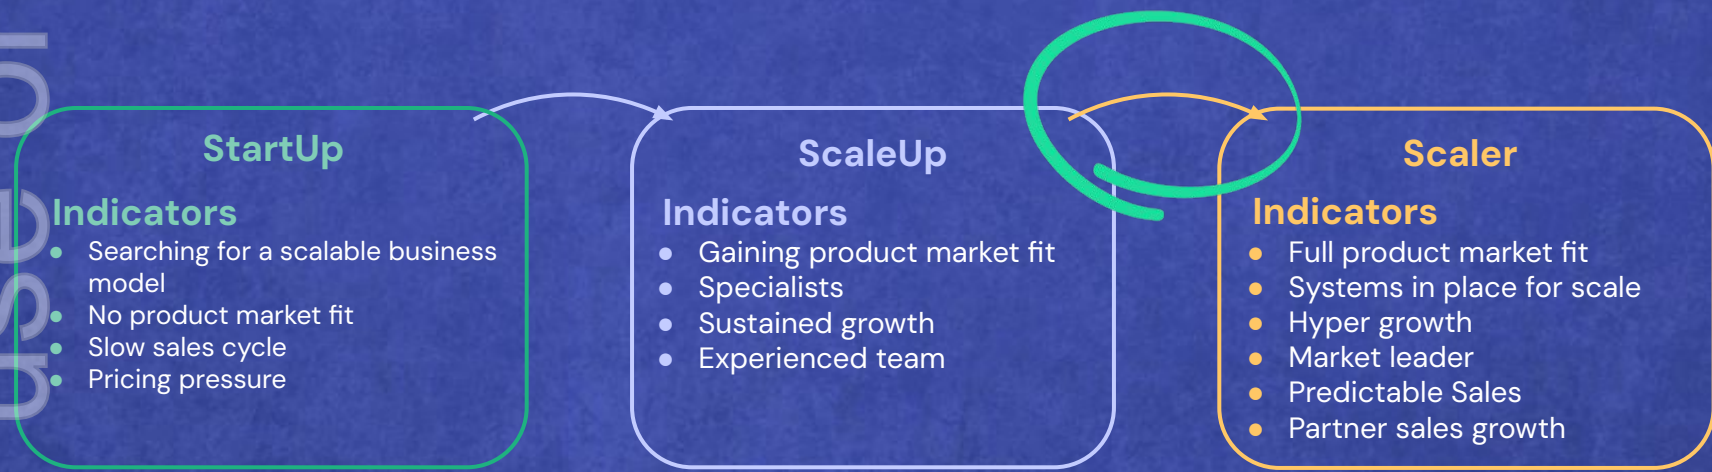 StartUp
Indicators
Searching for a scalable business
model
No product market fit
Slow sales cycle
Pricing pressure
ScaleUp
Indicators
Gaining product market fit
Specialists
Sustained growth
Experienced team
Scaler
Indicators
Full product market fit
Systems in place for scale
Hyper growth
Market leader
Predictable Sales
Partner sales growth